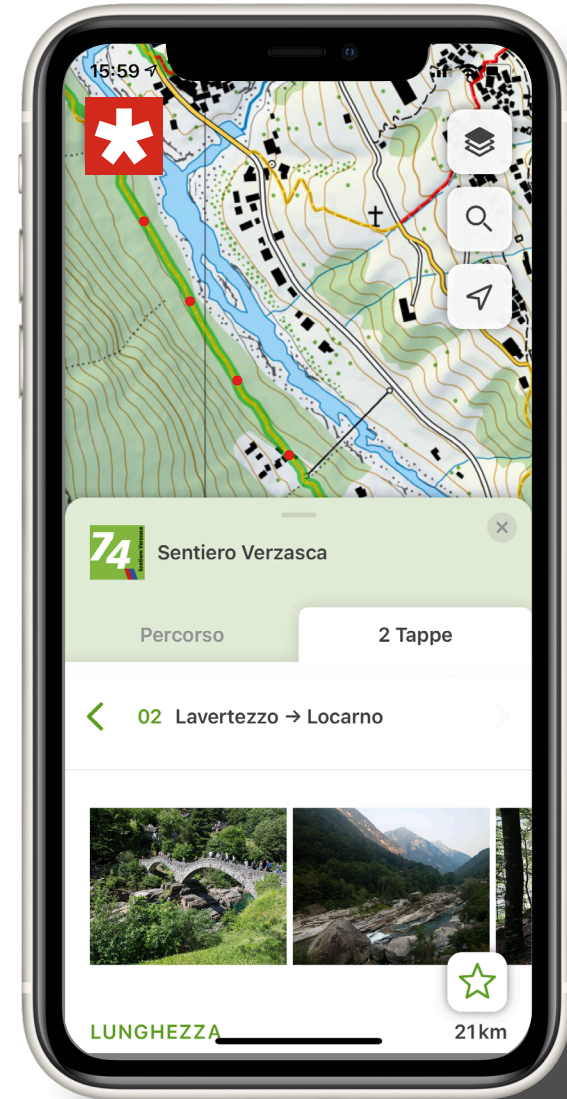 15:59
74
Sentiero Verzasca
Sentiero Verzasca
Percorso
2 Tappe
02 Lavertezzo → Locarno
LUNGHEZZA
21km